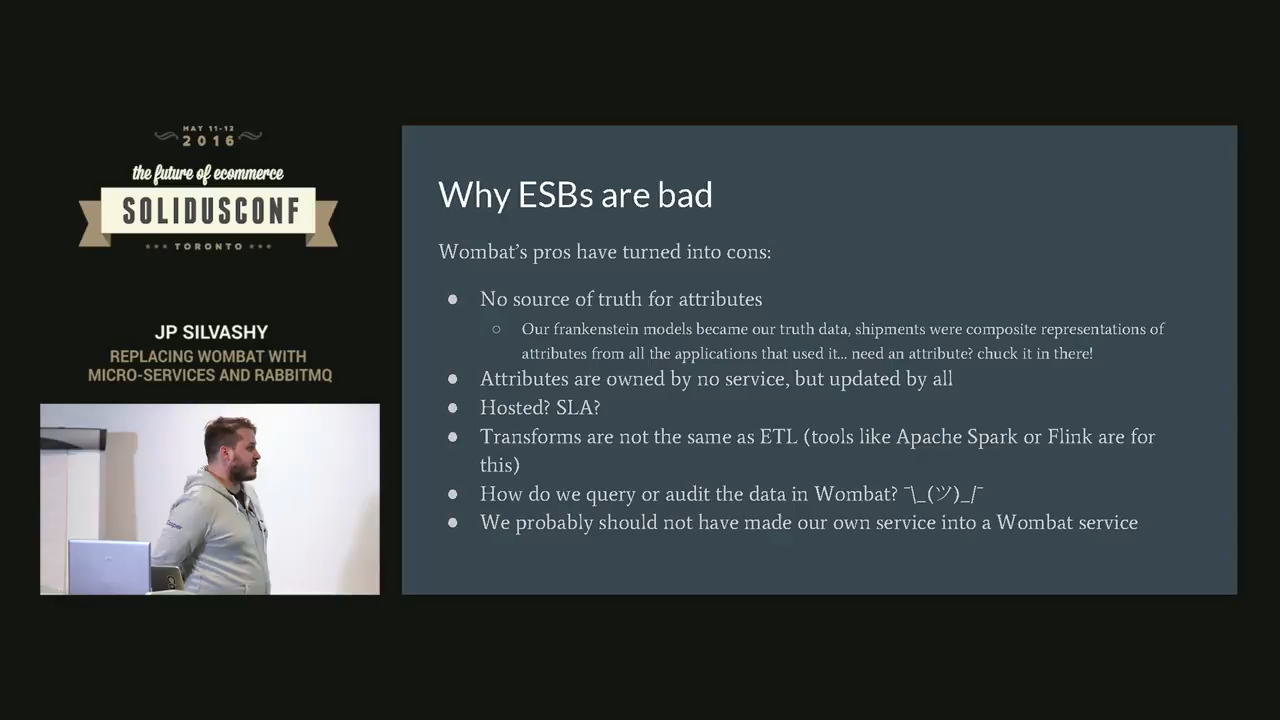 MAY 11-12
2016
the future of ecommerce
SOLIDUSCONF
TORONTO
JP SILVASHY
REPLACING WOMBAT WITH
MICRO-SERVICES AND RABBITMQ
Casper
Why ESBs are bad
Wombat’s pros have turned into cons:
● No source of truth for attributes
○ Our frankenstein models became our truth data, shipments were composite representations of
attributes from all the applications that used it... need an attribute? chuck it in there!
● Attributes are owned by no service, but updated by all
● Hosted? SLA?
● Transforms are not the same as ETL (tools like Apache Spark or Flink are for
this)
● How do we query or audit the data in Wombat? ¯\_(ツ)_/¯
● We probably should not have made our own service into a Wombat service